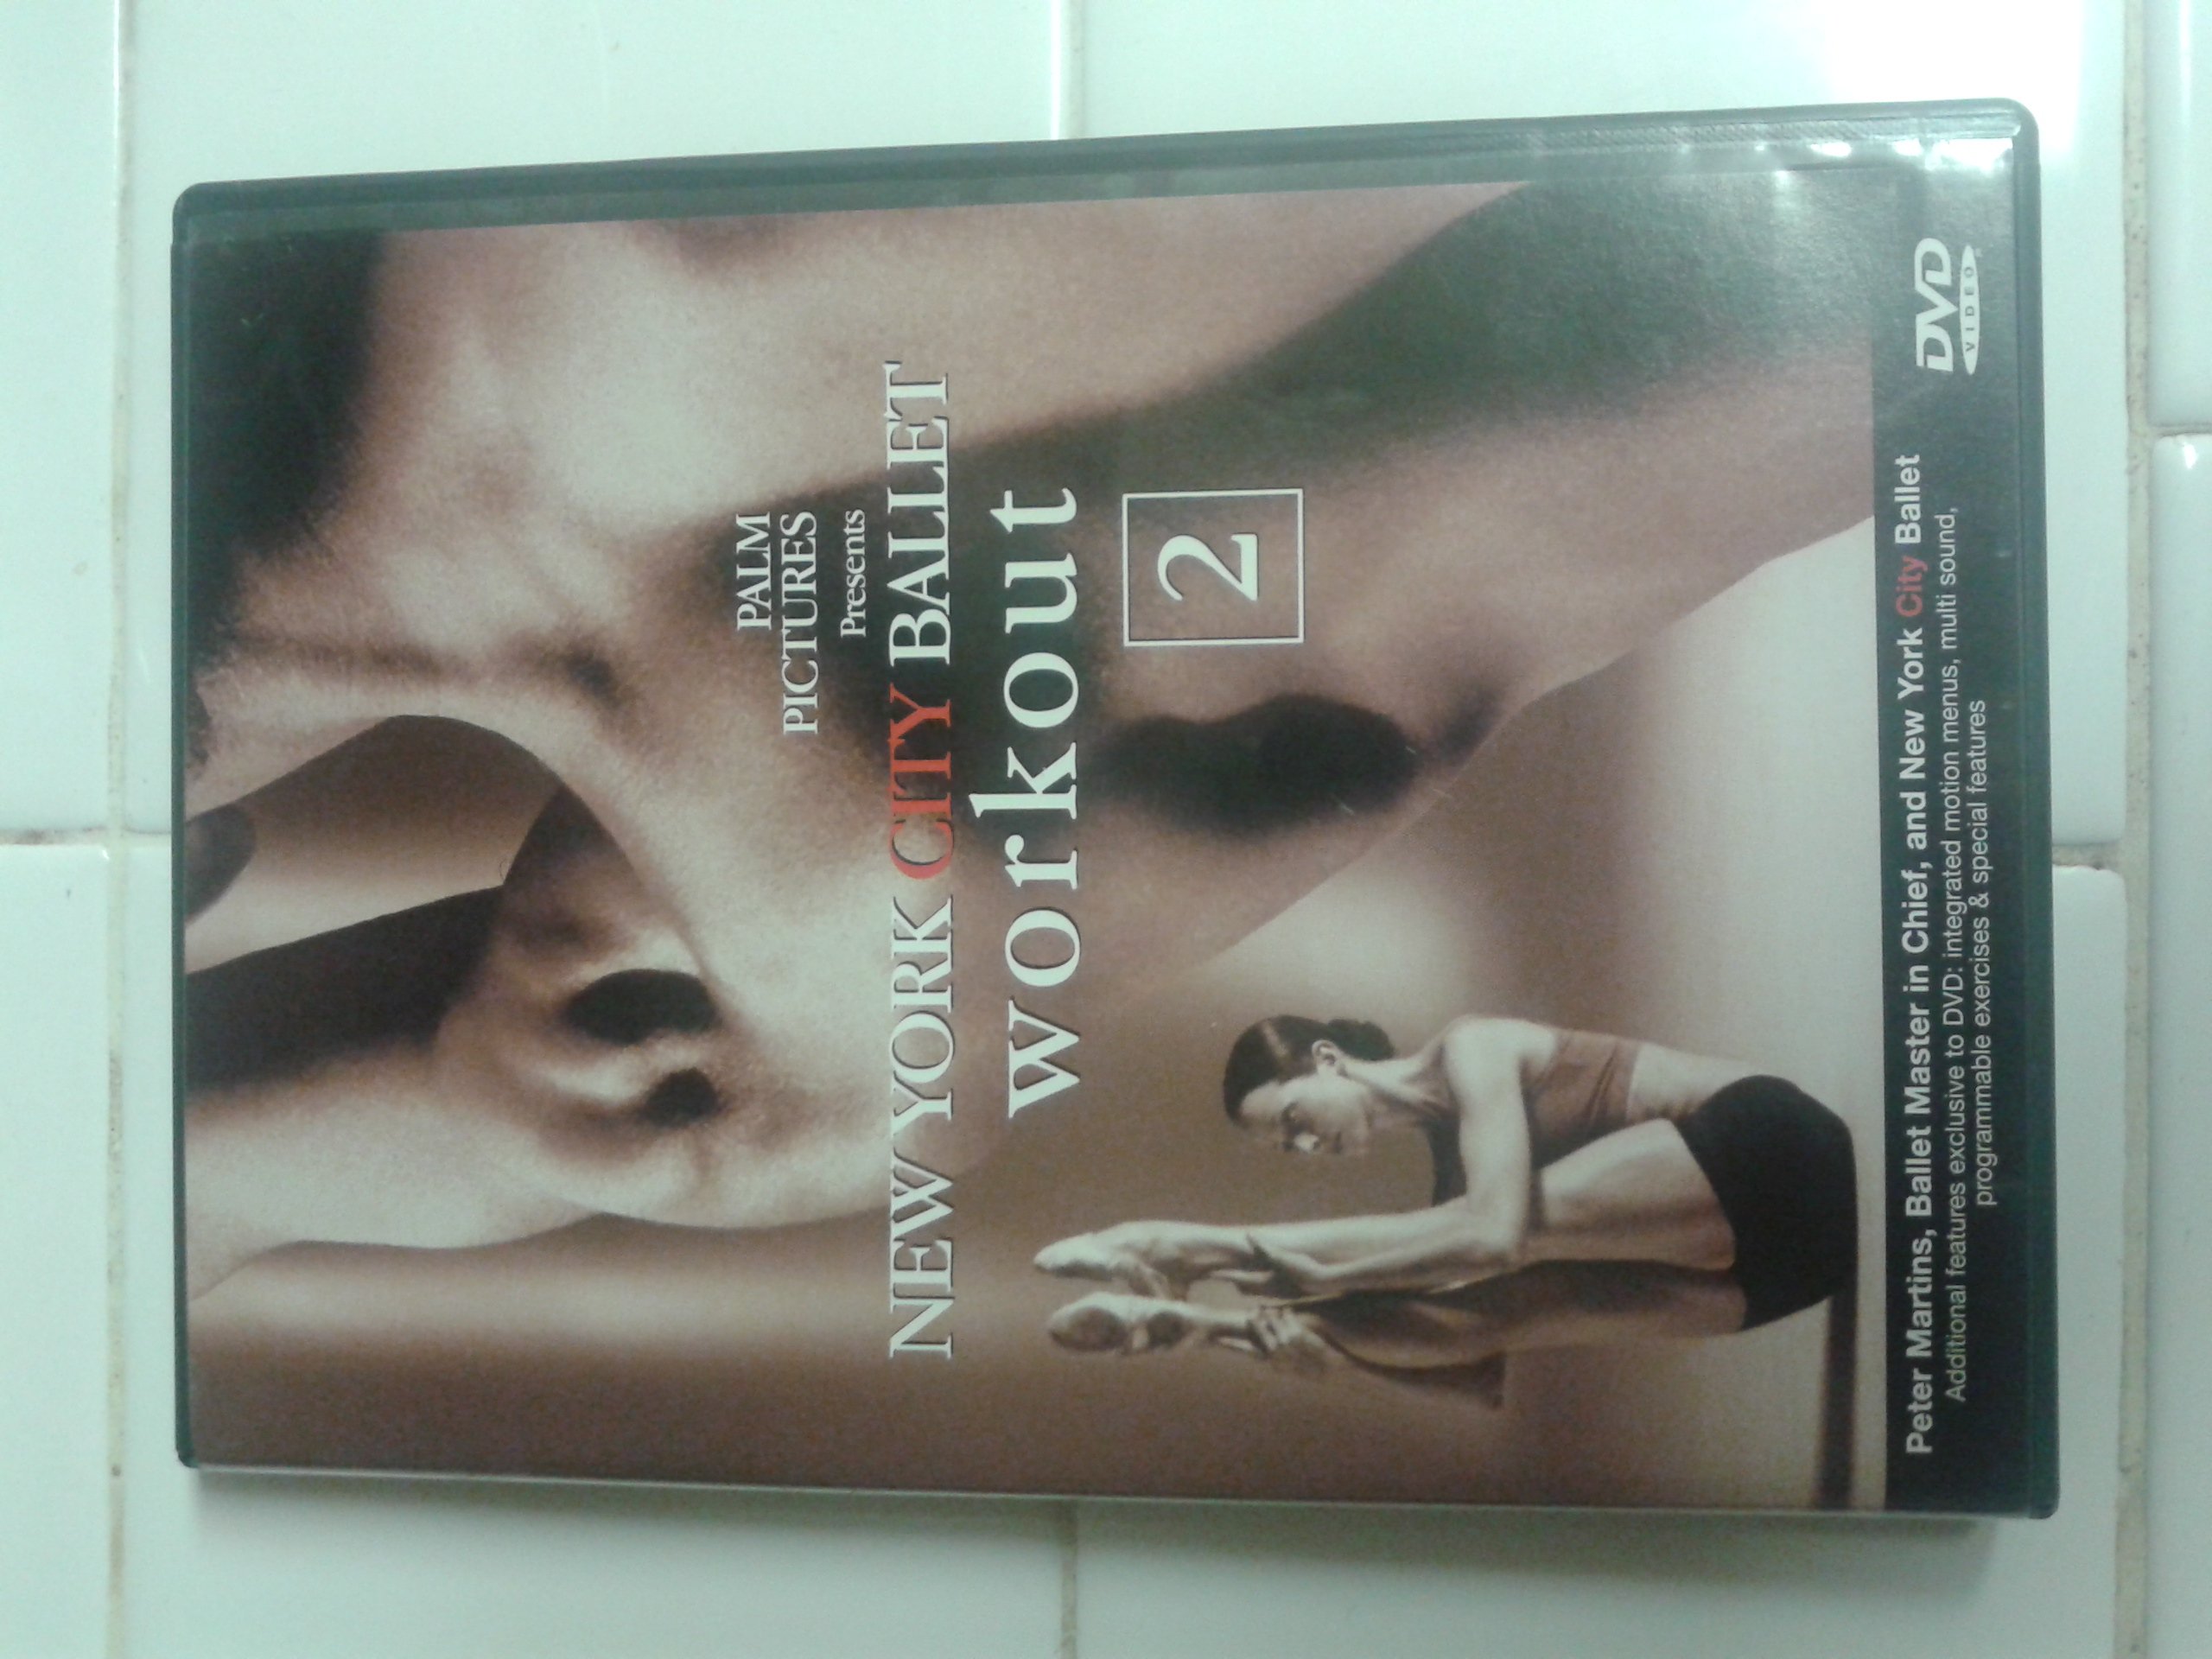 PALM
PICTURES
Presents
NEW YORK CITY BALLET
workout
2
Peter Martins, Ballet Master in Chief, and New York City Ballet
Additional features exclusive to DVD: integrated motion menus, multi sound,
programmable exercises & special features
DVD
VIDEO